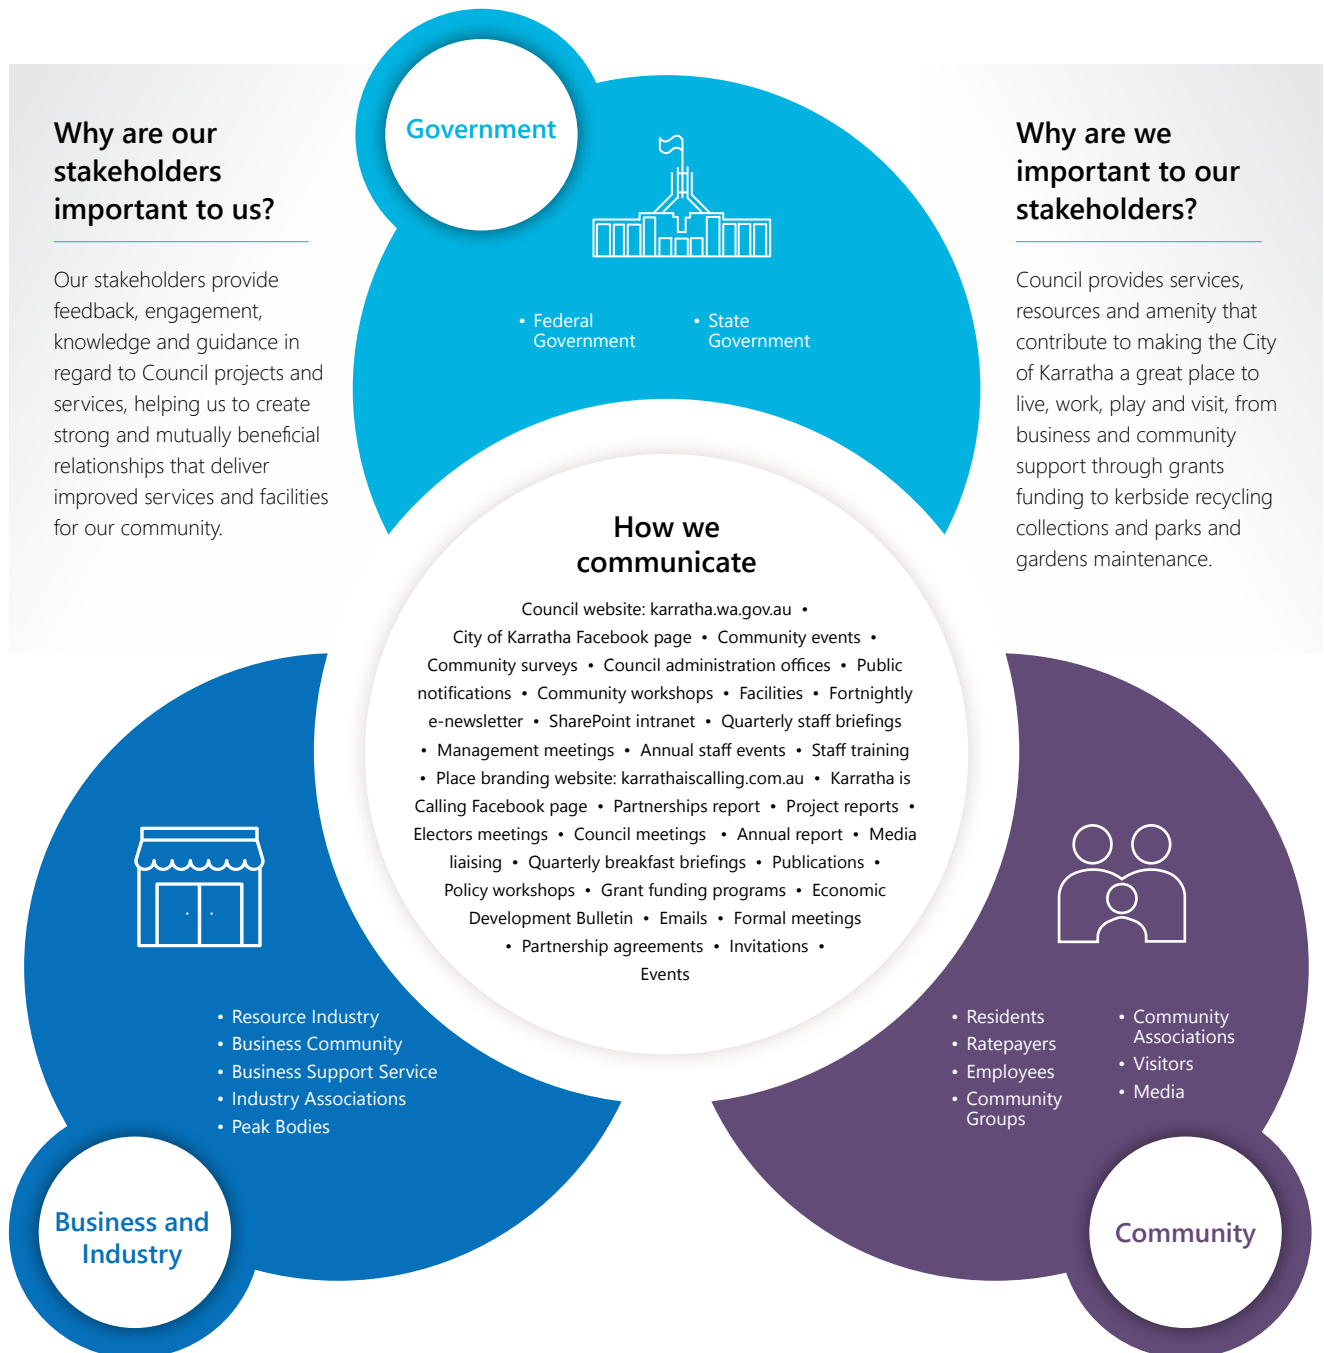 Government
Why are our
stakeholders
important to us?
Our stakeholders provide
feedback, engagement,
knowledge and guidance in
regard to Council projects and
services, helping us to create
strong and mutually beneficial
relationships that deliver
improved services and facilities
for our community.
• Federal
Government
• State
Government
Why are we
important to our
stakeholders?
Council provides services,
resources and amenity that
contribute to making the City
of Karratha a great place to
live, work, play and visit, from
business and community
support through grants
funding to kerbside recycling
collections and parks and
gardens maintenance.
How we
communicate
Council website: karratha.wa.gov.au •
City of Karratha Facebook page • Community events •
Community surveys • Council administration offices • Public
notifications • Community workshops • Facilities • Fortnightly
e-newsletter • SharePoint intranet • Quarterly staff briefings
• Management meetings • Annual staff events • Staff training
• Place branding website: karrathaiscalling.com.au • Karratha is
Calling Facebook page • Partnerships report • Project reports •
Electors meetings • Council meetings • Annual report • Media
liaising • Quarterly breakfast briefings • Publications •
Policy workshops • Grant funding programs • Economic
Development Bulletin • Emails • Formal meetings
• Partnership agreements • Invitations •
Events
• Resource Industry
• Business Community
• Business Support Service
• Industry Associations
• Peak Bodies
Business and
Industry
• Residents
• Ratepayers
• Employees
• Community
Groups
• Community
Associations
• Visitors
• Media
Community